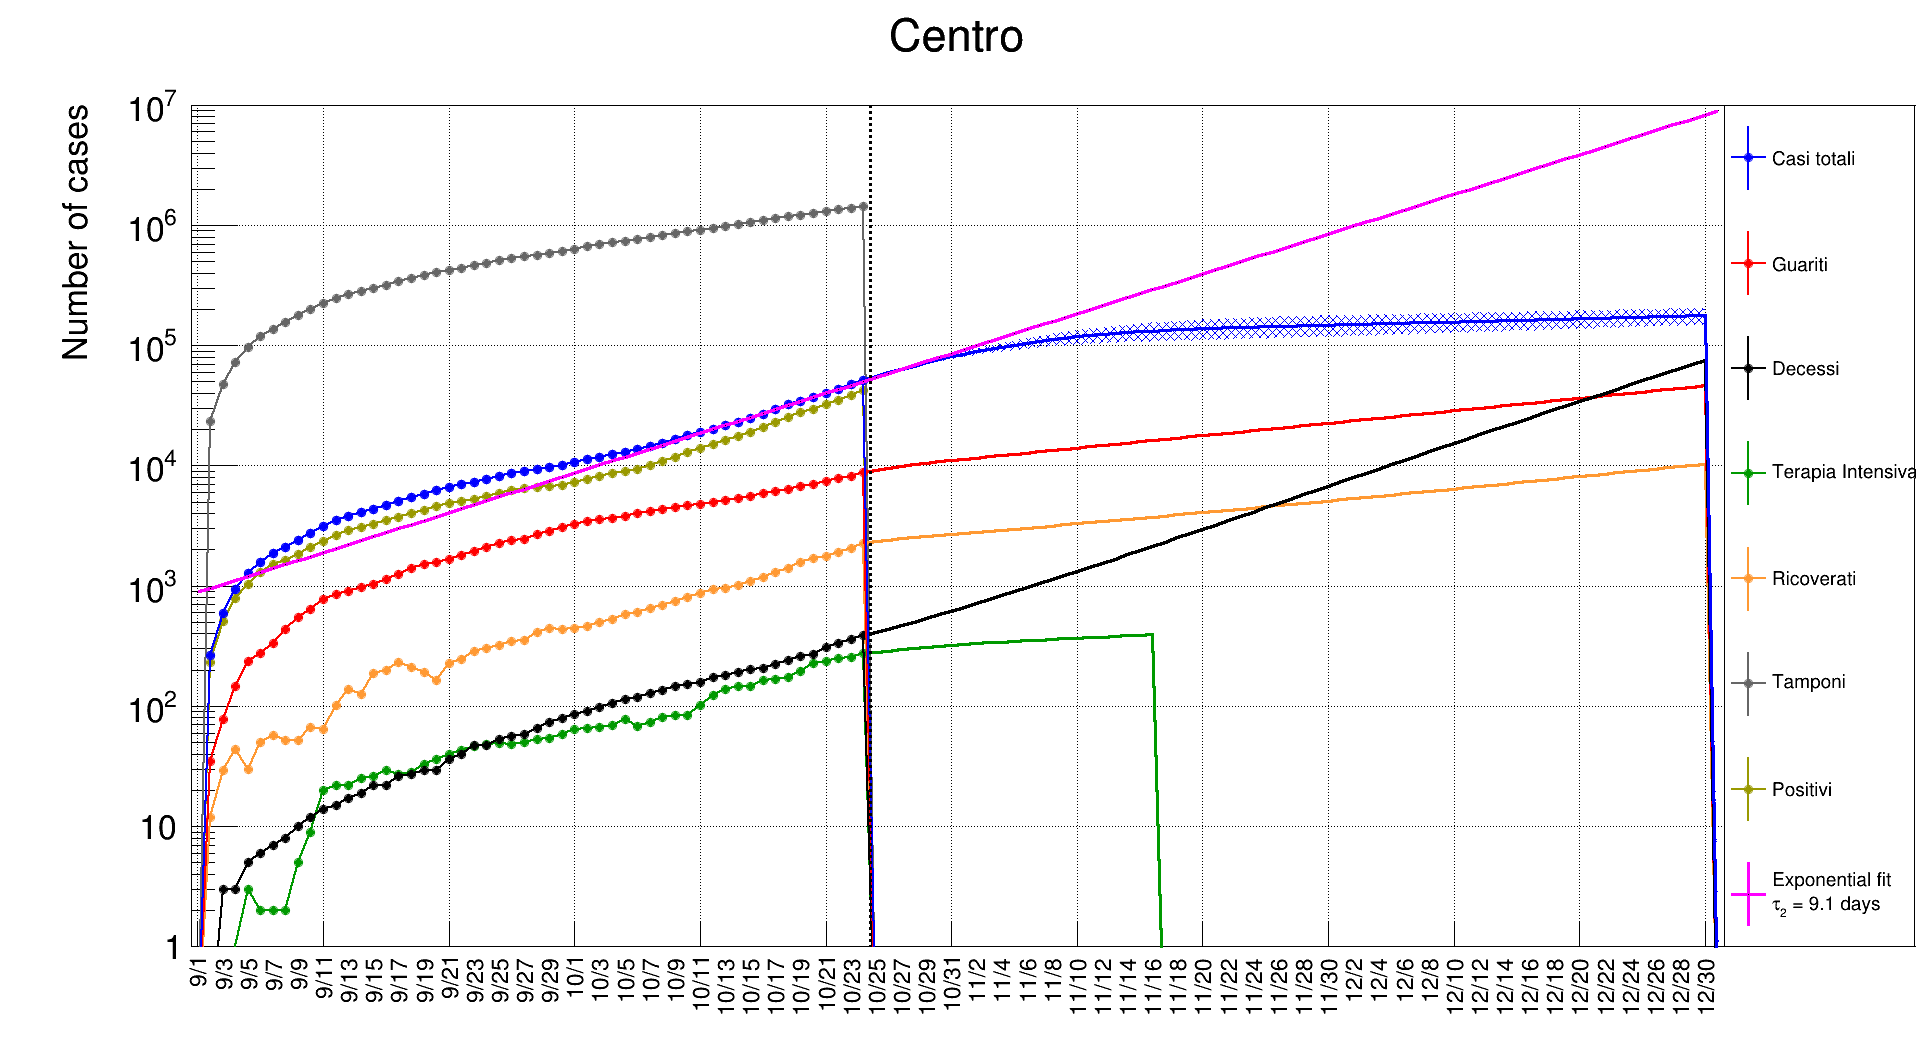 Centro
Number of cases
10^7
10^6
10^5
10^4
10^3
10^2
10
1
9/1 9/3 9/5 9/7 9/9 9/11 9/13 9/15 9/17 9/19 9/21 9/23 9/25 9/27 9/29 10/1 10/3 10/5 10/7 10/9 10/11 10/13 10/15 10/17 10/19 10/21 10/23 10/25 10/27 10/29 10/31 11/2 11/4 11/6 11/8 11/10 11/12 11/14 11/16 11/18 11/20 11/22 11/24 11/26 11/28 11/30 12/2 12/4 12/6 12/8 12/10 12/12 12/14 12/16 12/18 12/20 12/22 12/24 12/26 12/28 12/30
Casi totali
Guariti
Decessi
Terapia Intensiva
Ricoverati
Tamponi
Positivi
Exponential fit
τ₂ = 9.1 days